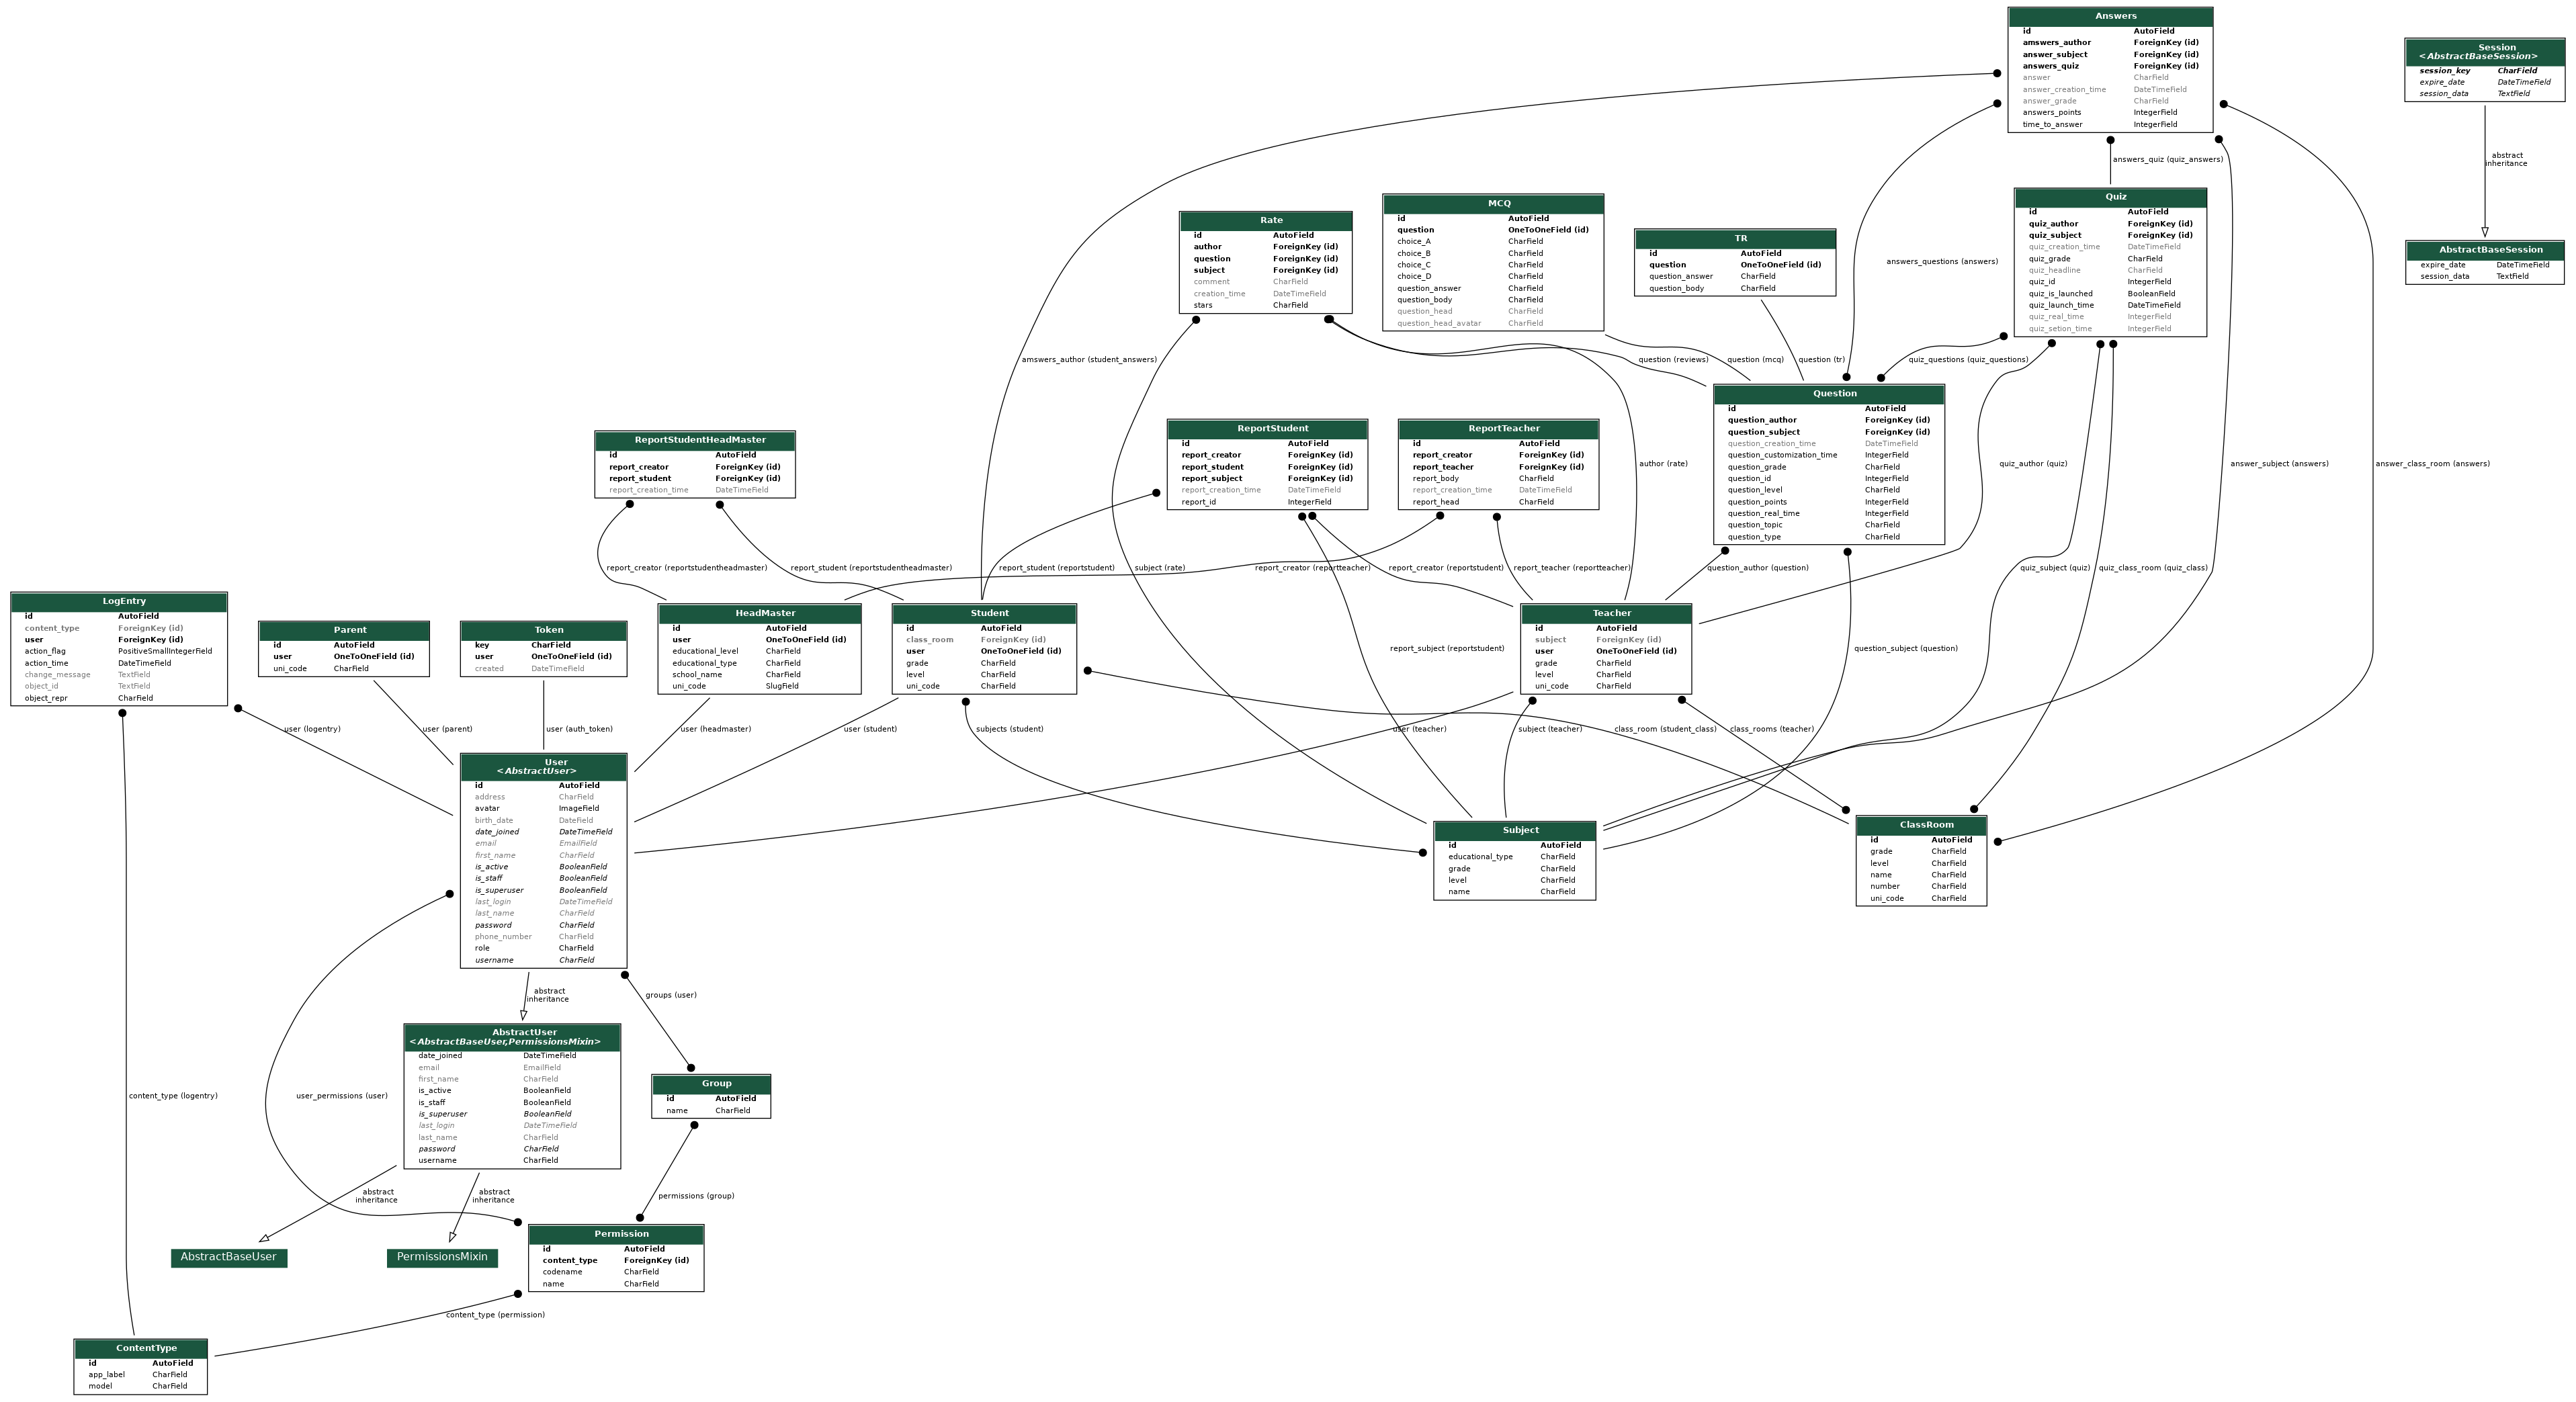 Answers
id AutoField
amswers_author ForeignKey (id)
answer_subject ForeignKey (id)
answers_quiz ForeignKey (id)
answer CharField
answer_creation_time DateTimeField
answer_grade CharField
answers_points IntegerField
time_to_answer IntegerField
Session
<AbstractBaseSession>
session_key CharField
expire_date DateTimeField
session_data TextField
abstract
inheritance
AbstractBaseSession
expire_date DateTimeField
session_data TextField
answers_quiz (quiz_answers)
Quiz
id AutoField
quiz_author ForeignKey (id)
quiz_subject ForeignKey (id)
quiz_creation_time DateTimeField
quiz_grade CharField
quiz_headline CharField
quiz_id IntegerField
quiz_is_launched BooleanField
quiz_launch_time DateTimeField
quiz_real_time IntegerField
quiz_setion_time IntegerField
Rate
id AutoField
author ForeignKey (id)
question ForeignKey (id)
subject ForeignKey (id)
comment CharField
creation_time DateTimeField
stars CharField
MCQ
id AutoField
question OneToOneField (id)
choice_A CharField
choice_B CharField
choice_C CharField
choice_D CharField
question_answer CharField
question_body CharField
question_head CharField
question_head_avatar CharField
TR
id AutoField
question OneToOneField (id)
question_answer CharField
question_body CharField
answers_questions (answers)
amswers_author (student_answers)
question (reviews)
question (mcq)
question (tr)
quiz_questions (quiz_questions)
Question
id AutoField
question_author ForeignKey (id)
question_subject ForeignKey (id)
question_creation_time DateTimeField
question_customization_time IntegerField
question_grade CharField
question_id IntegerField
question_level CharField
question_points IntegerField
question_real_time IntegerField
question_topic CharField
question_type CharField
ReportStudentHeadMaster
id AutoField
report_creator ForeignKey (id)
report_student ForeignKey (id)
report_creation_time DateTimeField
ReportStudent
id AutoField
report_creator ForeignKey (id)
report_student ForeignKey (id)
report_subject ForeignKey (id)
report_creation_time DateTimeField
report_id IntegerField
ReportTeacher
id AutoField
report_creator ForeignKey (id)
report_teacher ForeignKey (id)
report_body CharField
report_creation_time DateTimeField
report_head CharField
author (rate)
quiz_author (quiz)
answer_subject (answers)
answer_class_room (answers)
report_creator (reportstudentheadmaster)
report_student (reportstudentheadmaster)
report_student (reportstudent)
subject (rate)
report_creator (reportteacher)
report_creator (reportstudent)
report_teacher (reportteacher)
question_author (question)
quiz_subject (quiz)
quiz_class_room (quiz_class)
LogEntry
id AutoField
content_type ForeignKey (id)
user ForeignKey (id)
action_flag PositiveSmallIntegerField
action_time DateTimeField
change_message TextField
object_id TextField
object_repr CharField
Parent
id AutoField
user OneToOneField (id)
uni_code CharField
Token
key CharField
user OneToOneField (id)
created DateTimeField
HeadMaster
id AutoField
user OneToOneField (id)
educational_level CharField
educational_type CharField
school_name CharField
uni_code SlugField
Student
id AutoField
class_room ForeignKey (id)
user OneToOneField (id)
grade CharField
level CharField
uni_code CharField
Teacher
id AutoField
subject ForeignKey (id)
user OneToOneField (id)
grade CharField
level CharField
uni_code CharField
report_subject (reportstudent)
question_subject (question)
user (logentry)
user (parent)
user (auth_token)
user (headmaster)
user (student)
subjects (student)
user (teacher)
subject (teacher)
class_room (student_class)
class_rooms (teacher)
User
<AbstractUser>
id AutoField
address CharField
avatar ImageField
birth_date DateField
date_joined DateTimeField
email EmailField
first_name CharField
is_active BooleanField
is_staff BooleanField
is_superuser BooleanField
last_login DateTimeField
last_name CharField
password CharField
phone_number CharField
role CharField
username CharField
Subject
id AutoField
educational_type CharField
grade CharField
level CharField
name CharField
ClassRoom
id AutoField
grade CharField
level CharField
name CharField
number CharField
uni_code CharField
abstract
inheritance
groups (user)
AbstractUser
<AbstractBaseUser,PermissionsMixin>
date_joined DateTimeField
email EmailField
first_name CharField
is_active BooleanField
is_staff BooleanField
is_superuser BooleanField
last_login DateTimeField
last_name CharField
password CharField
username CharField
Group
id AutoField
name CharField
content_type (logentry)
user_permissions (user)
abstract
inheritance
abstract
inheritance
permissions (group)
AbstractBaseUser
PermissionsMixin
Permission
id AutoField
content_type ForeignKey (id)
codename CharField
name CharField
content_type (permission)
ContentType
id AutoField
app_label CharField
model CharField